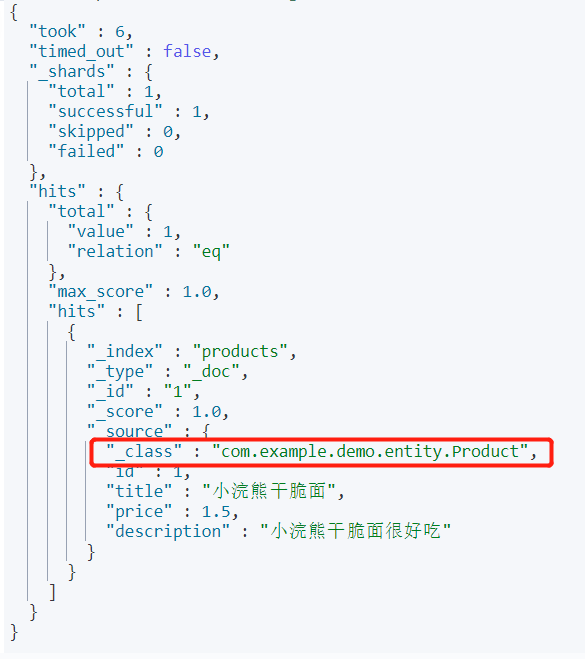 {
  "took" : 6,
  "timed_out" : false,
  "_shards" : {
    "total" : 1,
    "successful" : 1,
    "skipped" : 0,
    "failed" : 0
  },
  "hits" : {
    "total" : {
      "value" : 1,
      "relation" : "eq"
    },
    "max_score" : 1.0,
    "hits" : [
      {
        "_index" : "products",
        "_type" : "_doc",
        "_id" : "1",
        "_score" : 1.0,
        "_source" : {
          "_class" : "com.example.demo.entity.Product",
          "id" : 1,
          "title" : "小浣熊干脆面",
          "price" : 1.5,
          "description" : "小浣熊干脆面很好吃"
        }
      }
    ]
  }
}